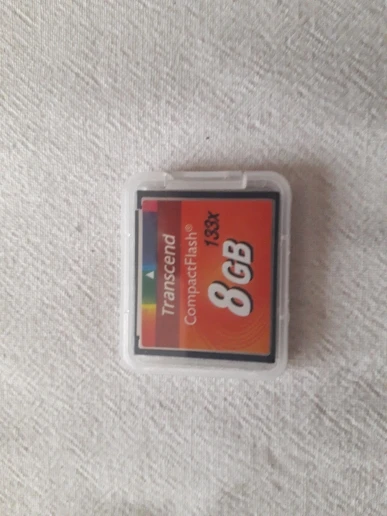 Transcend
CompactFlash®
133x
8GB